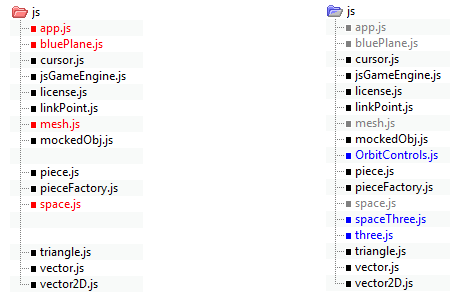 js
app.js
bluePlane.js
cursor.js
jsGameEngine.js
license.js
linkPoint.js
mesh.js
mockedObj.js
piece.js
pieceFactory.js
space.js
triangle.js
vector.js
vector2D.js
js
app.js
bluePlane.js
cursor.js
jsGameEngine.js
license.js
linkPoint.js
mesh.js
mockedObj.js
OrbitControls.js
piece.js
pieceFactory.js
space.js
spaceThree.js
three.js
triangle.js
vector.js
vector2D.js